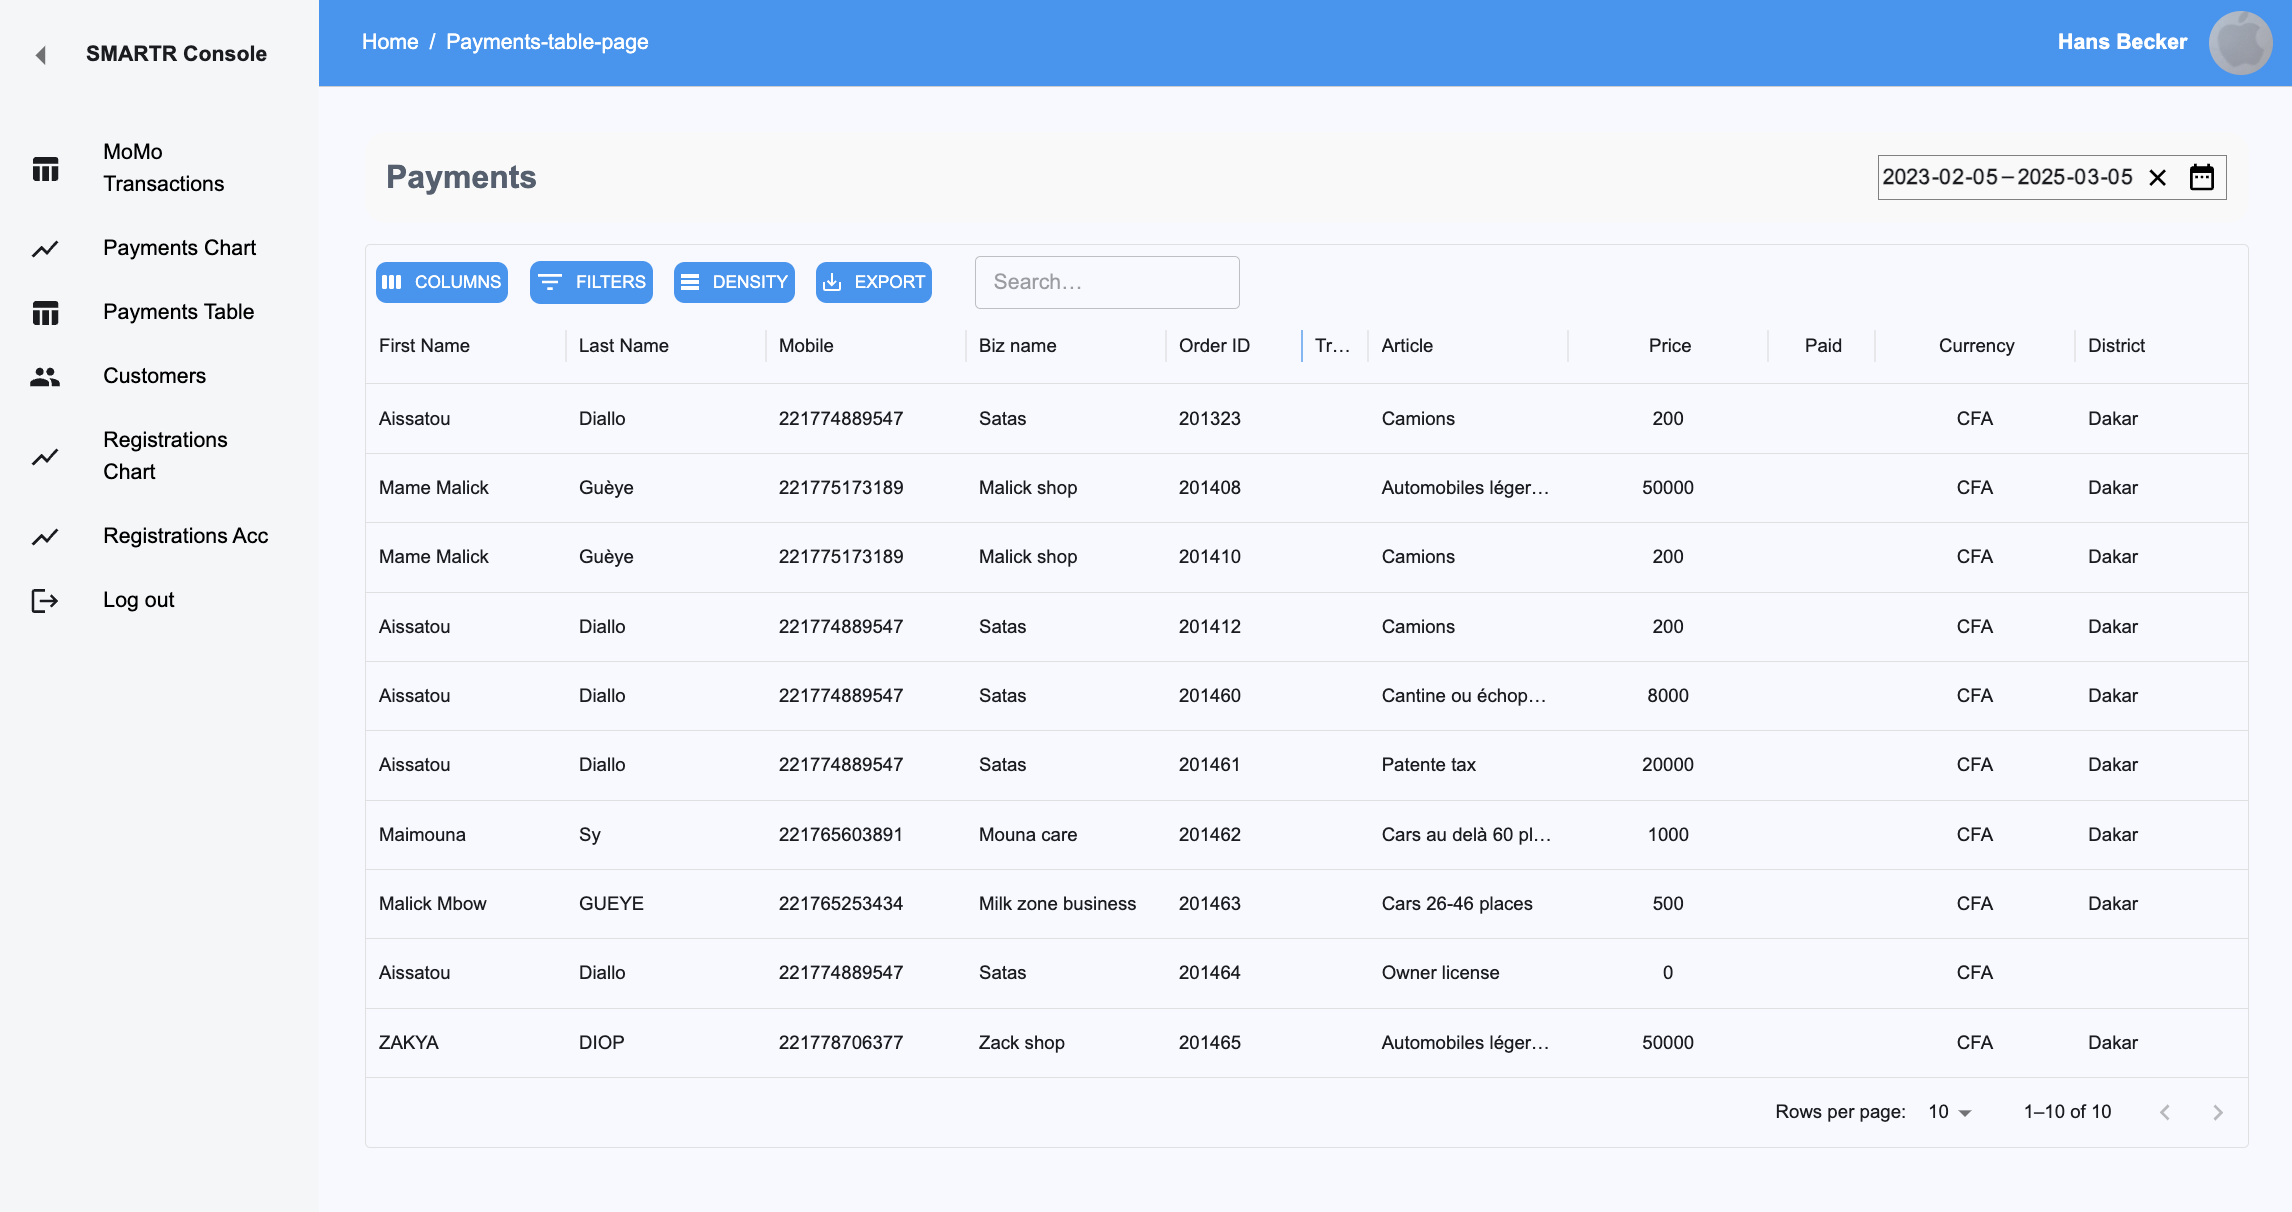 SMARTR Console
Home / Payments-table-page
Hans Becker
MoMo
Transactions
Payments Chart
Payments Table
Customers
Registrations
Chart
Registrations Acc
Log out
Payments
2023-02-05 – 2025-03-05
COLUMNS FILTERS DENSITY EXPORT Search…
First Name Last Name Mobile Biz name Order ID Tr… Article Price Paid Currency District
Aissatou Diallo 221774889547 Satas 201323 Camions 200 CFA Dakar
Mame Malick Guèye 221775173189 Malick shop 201408 Automobiles léger… 50000 CFA Dakar
Mame Malick Guèye 221775173189 Malick shop 201410 Camions 200 CFA Dakar
Aissatou Diallo 221774889547 Satas 201412 Camions 200 CFA Dakar
Aissatou Diallo 221774889547 Satas 201460 Cantine ou échop… 8000 CFA Dakar
Aissatou Diallo 221774889547 Satas 201461 Patente tax 20000 CFA Dakar
Maimouna Sy 221765603891 Mouna care 201462 Cars au delà 60 pl… 1000 CFA Dakar
Malick Mbow GUEYE 221765253434 Milk zone business 201463 Cars 26-46 places 500 CFA Dakar
Aissatou Diallo 221774889547 Satas 201464 Owner license 0 CFA
ZAKYA DIOP 221778706377 Zack shop 201465 Automobiles léger… 50000 CFA Dakar
Rows per page: 10 1–10 of 10